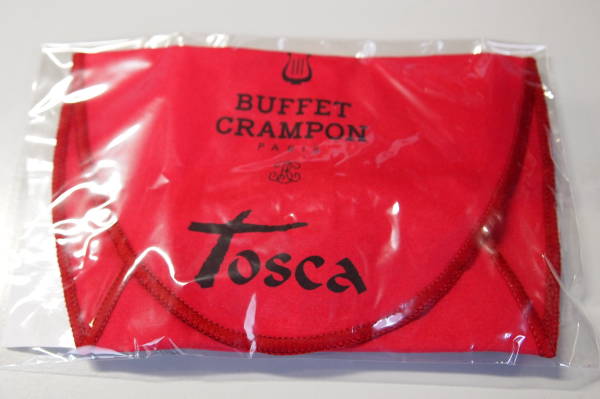 BUFFET
CRAMPON
PARIS
Tosca